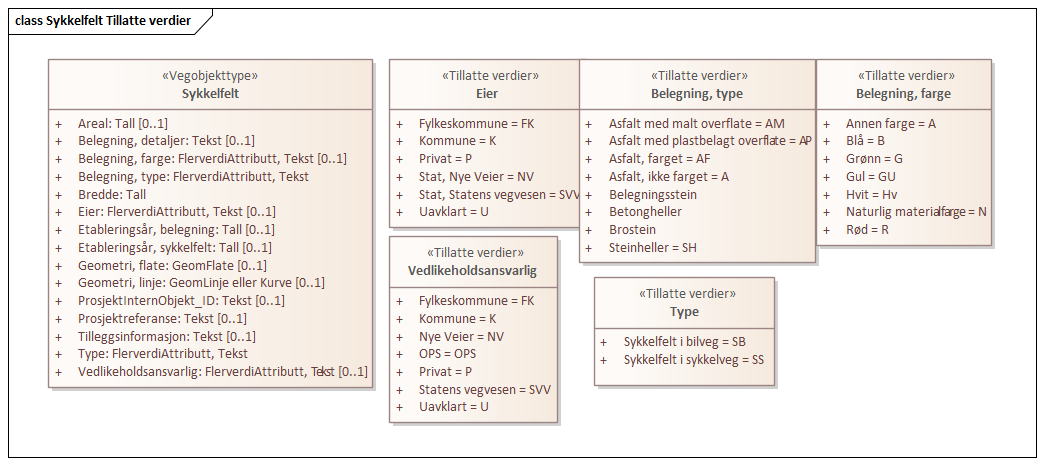 class Sykkelfelt Tillatte verdier
«Vegobjekttype»
Sykkelfelt
+ Areal: Tall [0..1]
+ Belegning, detaljer: Tekst [0..1]
+ Belegning, farge: FlerverdiAttributt, Tekst [0..1]
+ Belegning, type: FlerverdiAttributt, Tekst
+ Bredde: Tall
+ Eier: FlerverdiAttributt, Tekst [0..1]
+ Etableringsår, belegning: Tall [0..1]
+ Etableringsår, sykkelfelt: Tall [0..1]
+ Geometri, flate: GeomFlate [0..1]
+ Geometri, linje: GeomLinje eller Kurve [0..1]
+ ProsjektInternObjekt_ID: Tekst [0..1]
+ Prosjektreferanse: Tekst [0..1]
+ Tilleggsinformasjon: Tekst [0..1]
+ Type: FlerverdiAttributt, Tekst
+ Vedlikeholdsansvarlig: FlerverdiAttributt, Tekst [0..1]
«Tillatte verdier»
Eier
+ Fylkeskommune = FK
+ Kommune = K
+ Privat = P
+ Stat, Nye Veier = NV
+ Stat, Statens vegvesen = SVV
+ Uavklart = U
«Tillatte verdier»
Vedlikeholdsansvarlig
+ Fylkeskommune = FK
+ Kommune = K
+ Nye Veier = NV
+ OPS = OPS
+ Privat = P
+ Statens vegvesen = SVV
+ Uavklart = U
«Tillatte verdier»
Belegning, type
+ Asfalt med malt overflate = AM
+ Asfalt med plastbelagt overflate = AP
+ Asfalt, farget = AF
+ Asfalt, ikke farget = A
+ Belegningsstein
+ Betongheller
+ Brostein
+ Steinheller = SH
«Tillatte verdier»
Type
+ Sykkelfelt i bilveg = SB
+ Sykkelfelt i sykkelveg = SS
«Tillatte verdier»
Belegning, farge
+ Annen farge = A
+ Blå = B
+ Grønn = G
+ Gul = GU
+ Hvit = Hv
+ Naturlig materialfarge = N
+ Rød = R